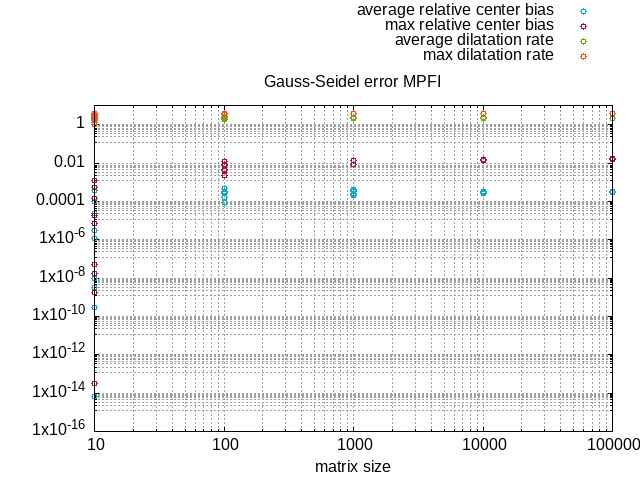 average relative center bias
max relative center bias
average dilatation rate
max dilatation rate
Gauss-Seidel error MPFI
1
0.01
0.0001
1x10^-6
1x10^-8
1x10^-10
1x10^-12
1x10^-14
1x10^-16
10 100 1000 10000 100000
matrix size